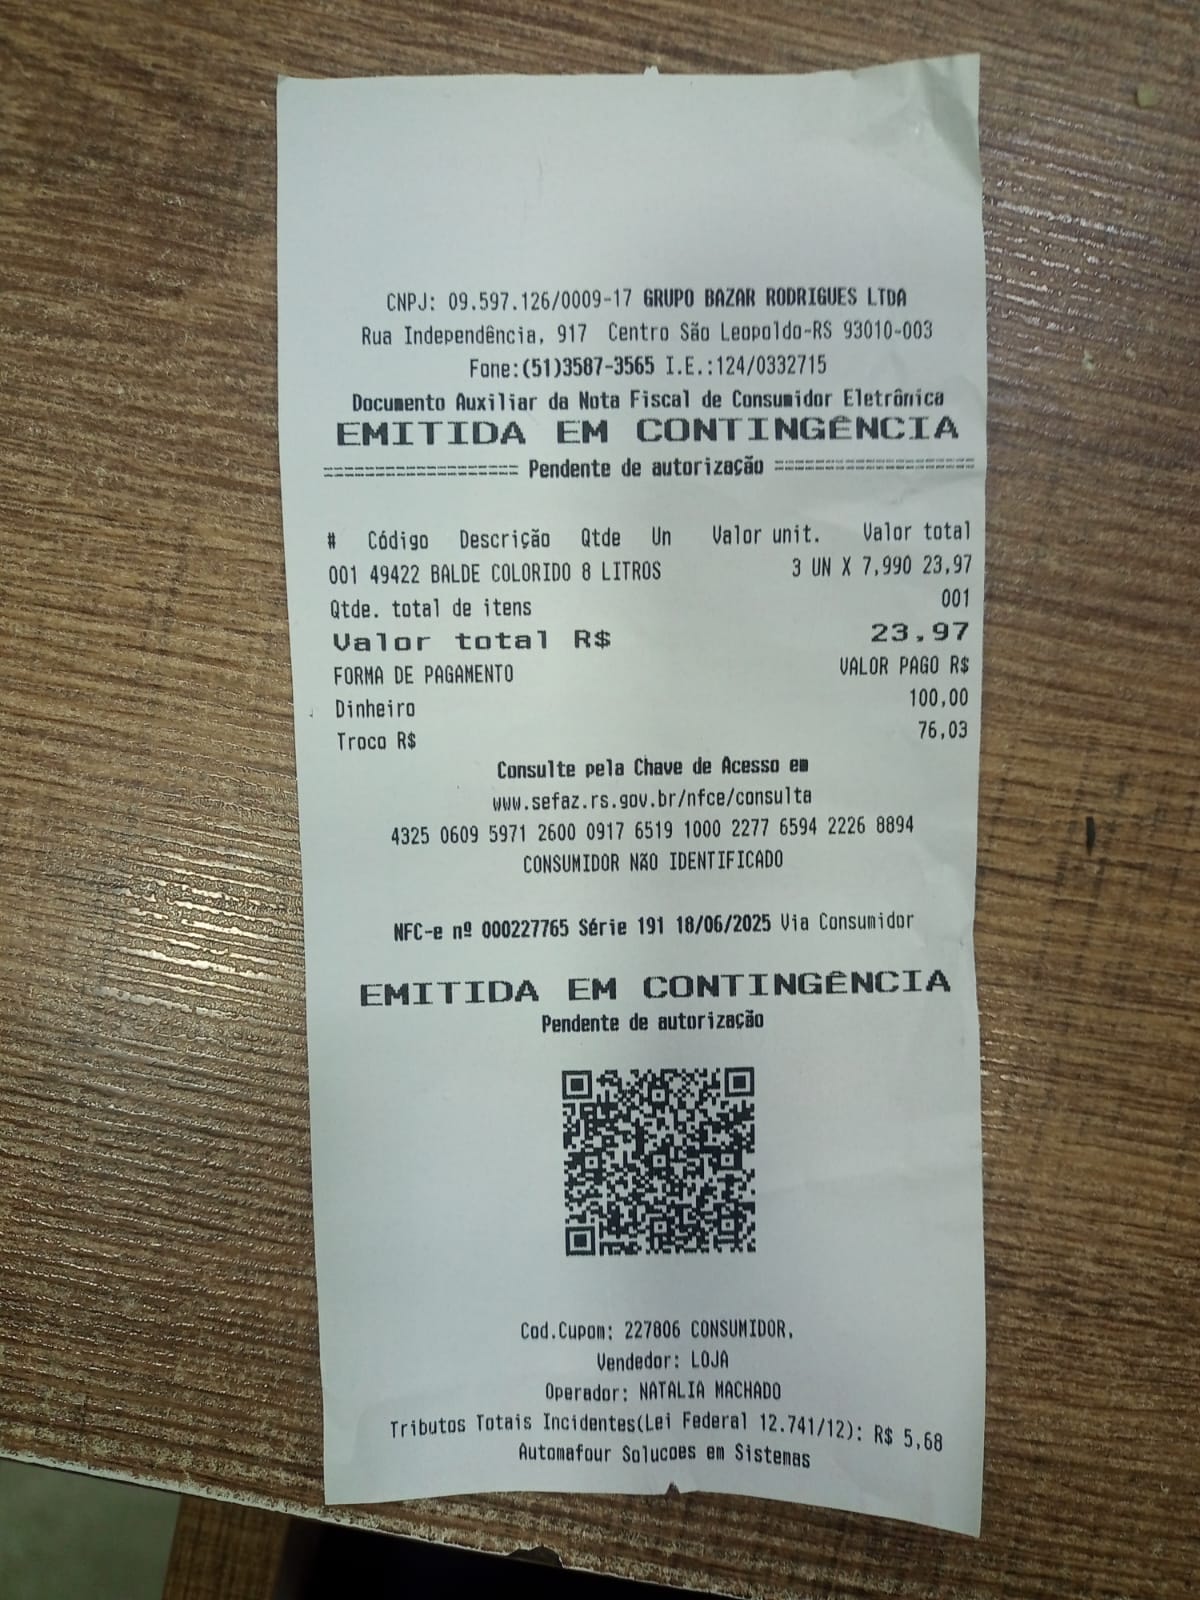 CNPJ: 09.597.126/0009-17 GRUPO BAZAR RODRIGUES LTDA
Rua Independência, 917 Centro São Leopoldo-RS 93010-003
Fone:(51)3587-3565 I.E.:124/0332715
Documento Auxiliar da Nota Fiscal de Consumidor Eletrônica
EMITIDA EM CONTINGÊNCIA
=================== Pendente de autorização ===================
# Código Descrição Qtde Un Valor unit. Valor total
001 49422 BALDE COLORIDO 8 LITROS 3 UN X 7,990 23,97
Qtde. total de itens 001
Valor total R$ 23,97
FORMA DE PAGAMENTO VALOR PAGO R$
Dinheiro 100,00
Troco R$ 76,03
Consulte pela Chave de Acesso em
www.sefaz.rs.gov.br/nfce/consulta
4325 0609 5971 2600 0917 6519 1000 2277 6594 2226 8894
CONSUMIDOR NÃO IDENTIFICADO
NFC-e nº 000227765 Série 191 18/06/2025 Via Consumidor
EMITIDA EM CONTINGÊNCIA
Pendente de autorização
Cod.Cupom: 227806 CONSUMIDOR,
Vendedor: LOJA
Operador: NATALIA MACHADO
Tributos Totais Incidentes(Lei Federal 12.741/12): R$ 5,68
Automafour Solucoes em Sistemas